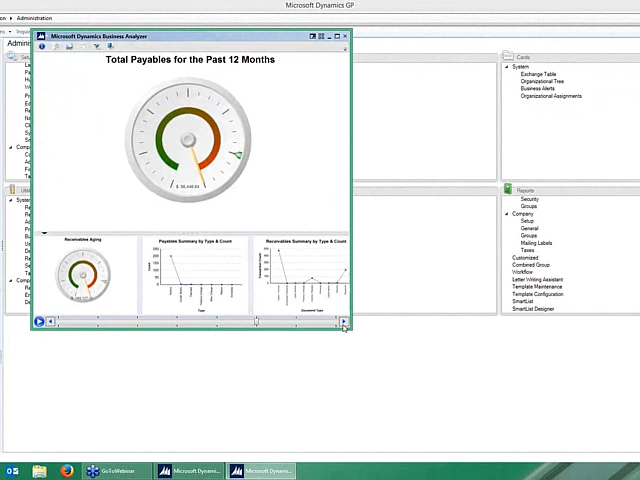 Microsoft Dynamics GP
Administration
Microsoft Dynamics Business Analyzer
Total Payables for the Past 12 Months
Receivables Aging
Payables Summary by Type & Count
Count
Type
Receivables Summary by Type & Count
Document Type
Cards
System
Exchange Table
Organizational Tree
Business Alerts
Organizational Assignments
Reports
Security
Groups
Company
Setup
General
Groups
Mailing Labels
Taxes
Customized
Combined Group
Workflow
Letter Writing Assistant
Template Maintenance
Template Configuration
SmartList
SmartList Designer
GoToWebinar
Microsoft Dynami...
Microsoft Dynami...